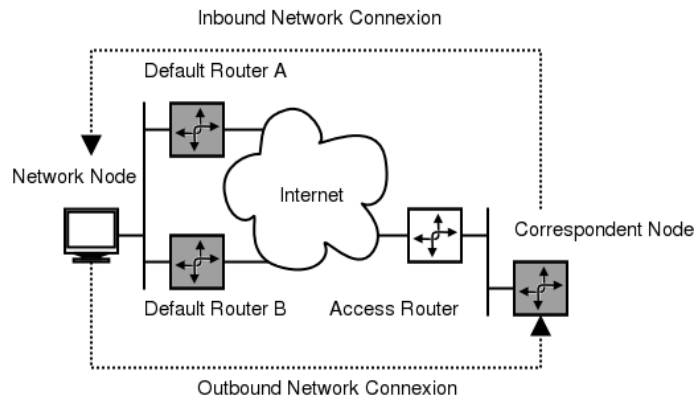 Inbound Network Connexion
Default Router A
Network Node
Internet
Correspondent Node
Default Router B
Access Router
Outbound Network Connexion